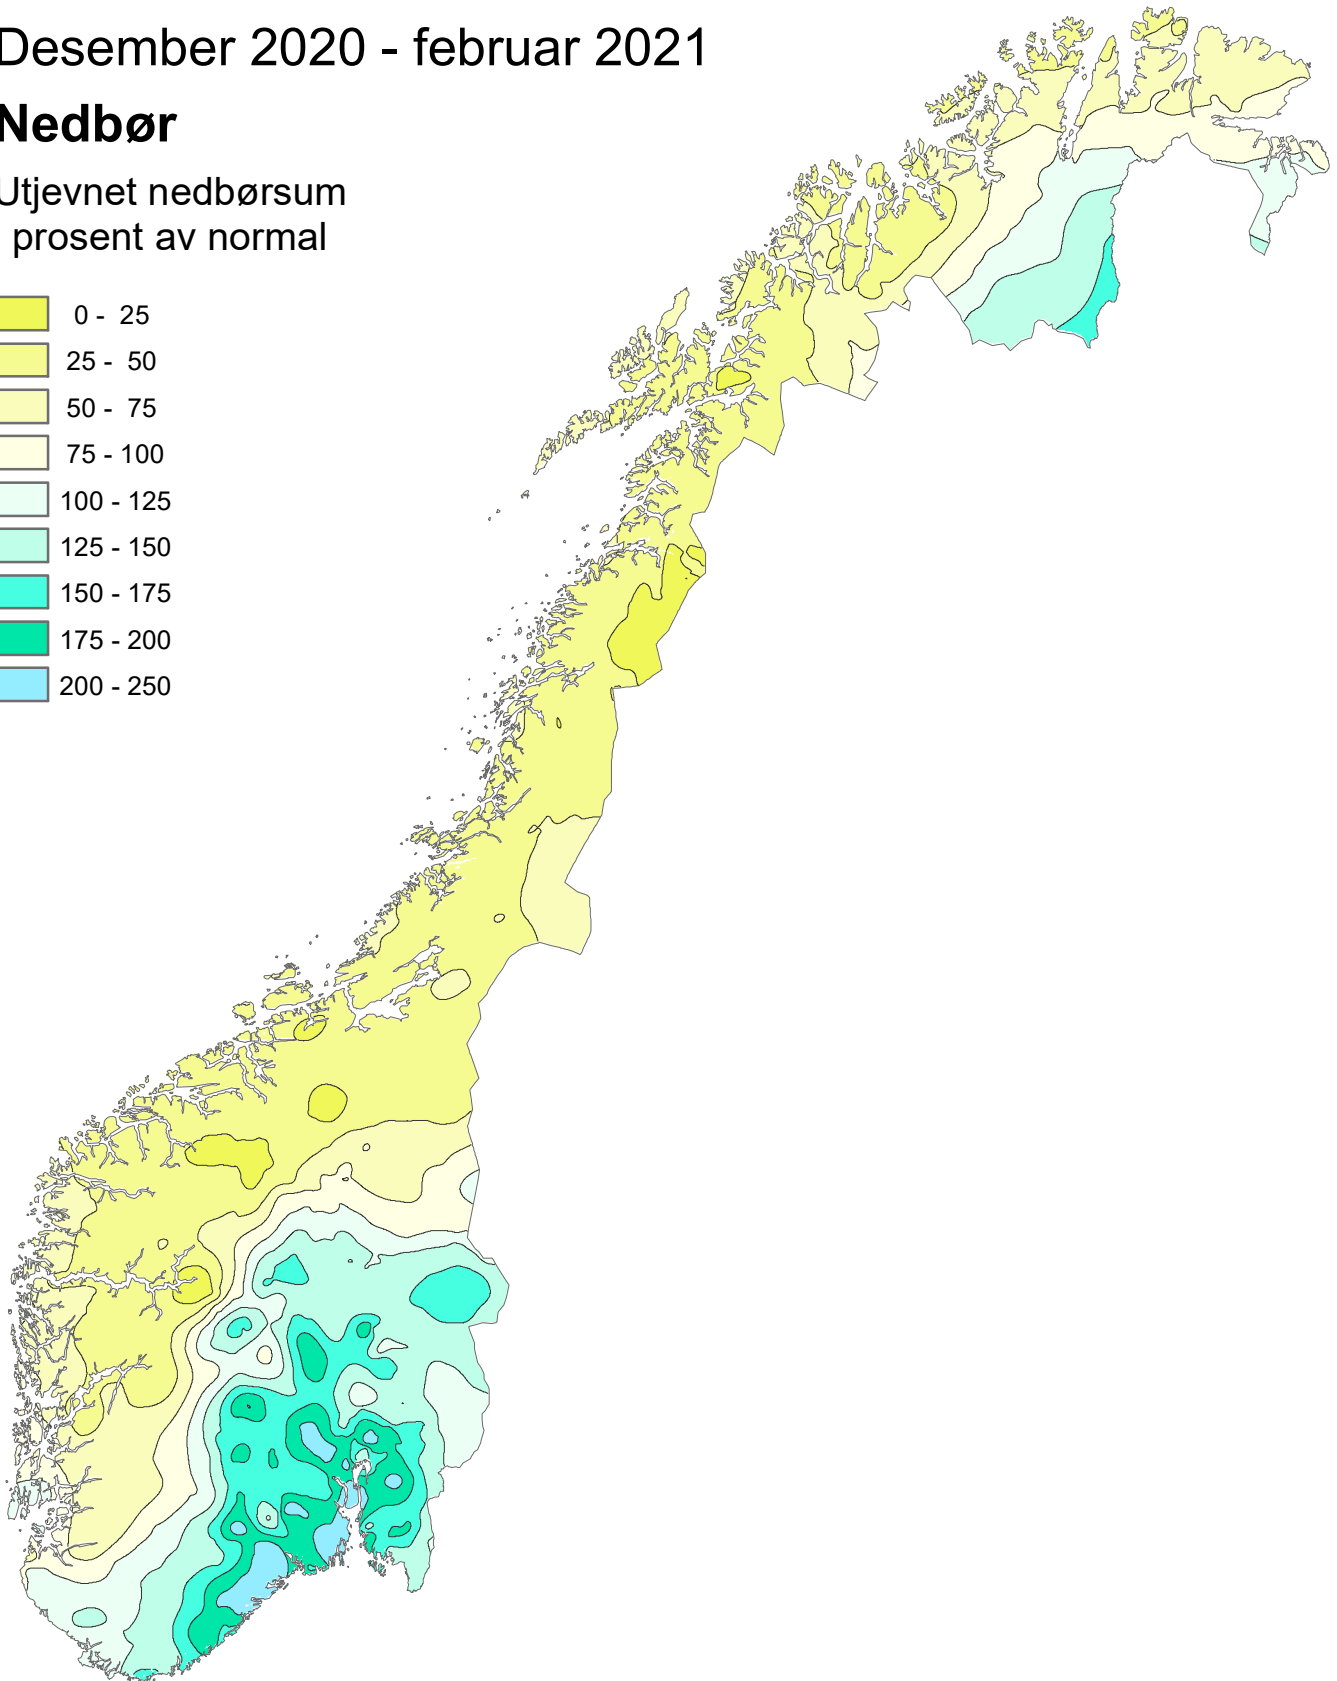 Desember 2020 - februar 2021
Nedbør
Utjevnet nedbørsum
prosent av normal
0 - 25
25 - 50
50 - 75
75 - 100
100 - 125
125 - 150
150 - 175
175 - 200
200 - 250